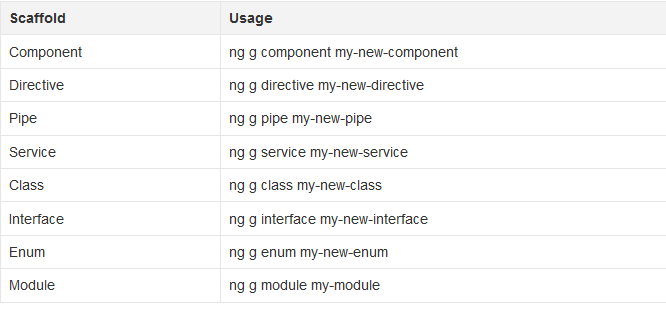 Scaffold Usage
Component ng g component my-new-component
Directive ng g directive my-new-directive
Pipe ng g pipe my-new-pipe
Service ng g service my-new-service
Class ng g class my-new-class
Interface ng g interface my-new-interface
Enum ng g enum my-new-enum
Module ng g module my-module